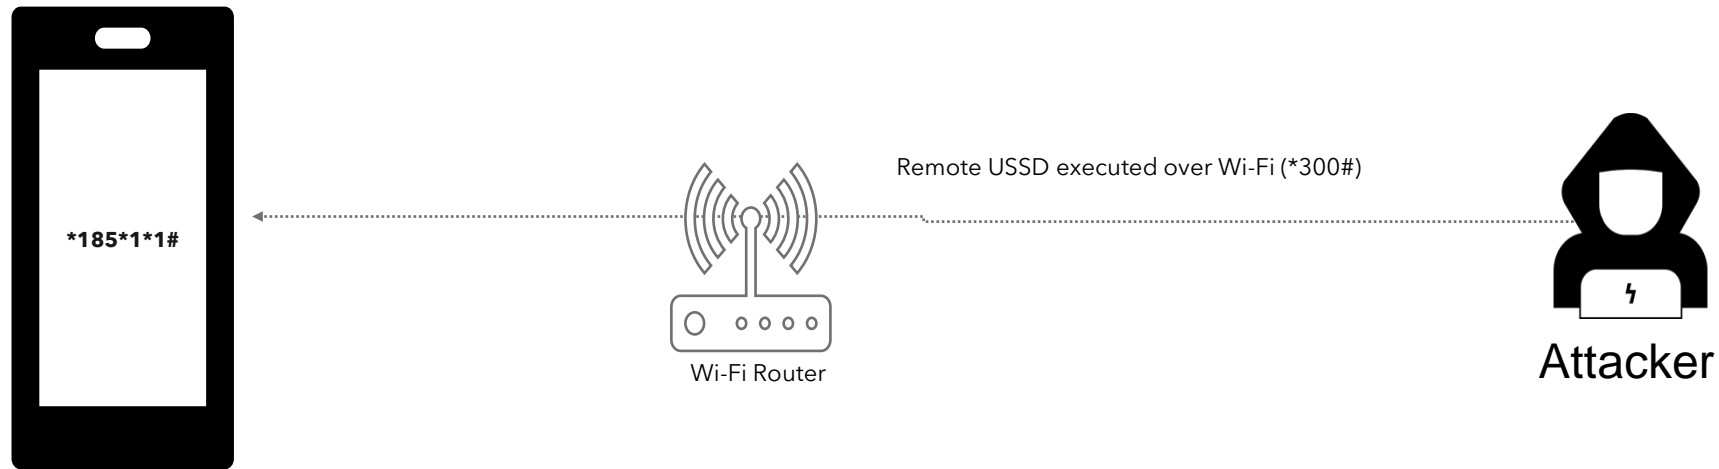 Remote USSD executed over Wi-Fi (*300#)
*185*1*1#
Wi-Fi Router
Attacker